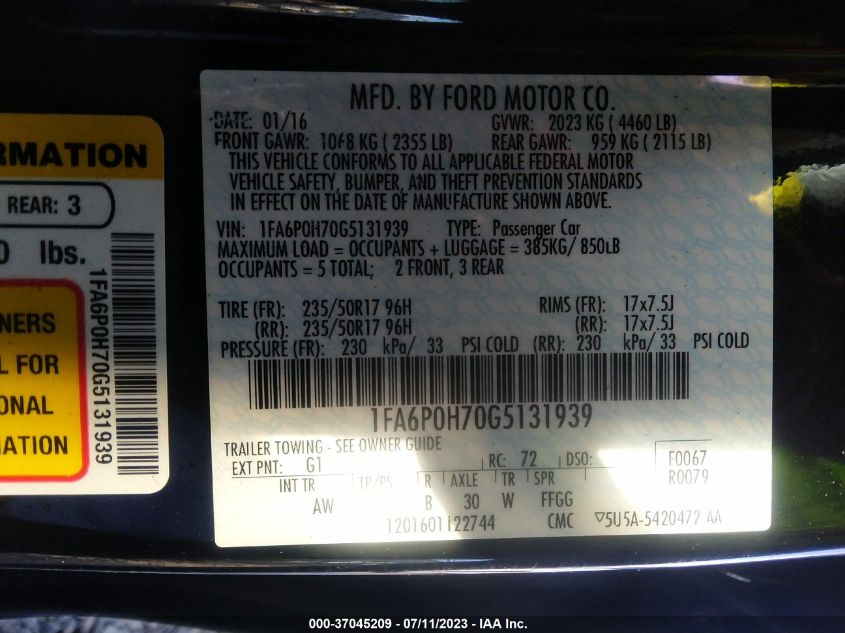 RMATION
REAR: 3
0 lbs.
NERS
L FOR
ONAL
MATION
1FA6P0H70G5131939
MFD. BY FORD MOTOR CO.
DATE: 01/16 GVWR: 2023 KG ( 4460 LB)
FRONT GAWR: 1068 KG ( 2355 LB) REAR GAWR: 959 KG ( 2115 LB)
THIS VEHICLE CONFORMS TO ALL APPLICABLE FEDERAL MOTOR
VEHICLE SAFETY, BUMPER, AND THEFT PREVENTION STANDARDS
IN EFFECT ON THE DATE OF MANUFACTURE SHOWN ABOVE.
VIN: 1FA6P0H70G5131939 TYPE: Passenger Car
MAXIMUM LOAD = OCCUPANTS + LUGGAGE = 385KG/ 850LB
OCCUPANTS = 5 TOTAL; 2 FRONT, 3 REAR
TIRE (FR): 235/50R17 96H RIMS (FR): 17x7.5J
(RR): 235/50R17 96H (RR): 17x7.5J
PRESSURE (FR): 230 kPa/ 33 PSI COLD (RR): 230 kPa/ 33 PSI COLD
1FA6P0H70G5131939
TRAILER TOWING - SEE OWNER GUIDE
EXT PNT: G1 RC: 72 DSO: F0067
INT TR TP/PS R AXLE TR SPR R0079
AW B 30 W FFGG
1201601122744 CMC ▽5U5A-5420472 AA
000-37045209 - 07/11/2023 - IAA Inc.